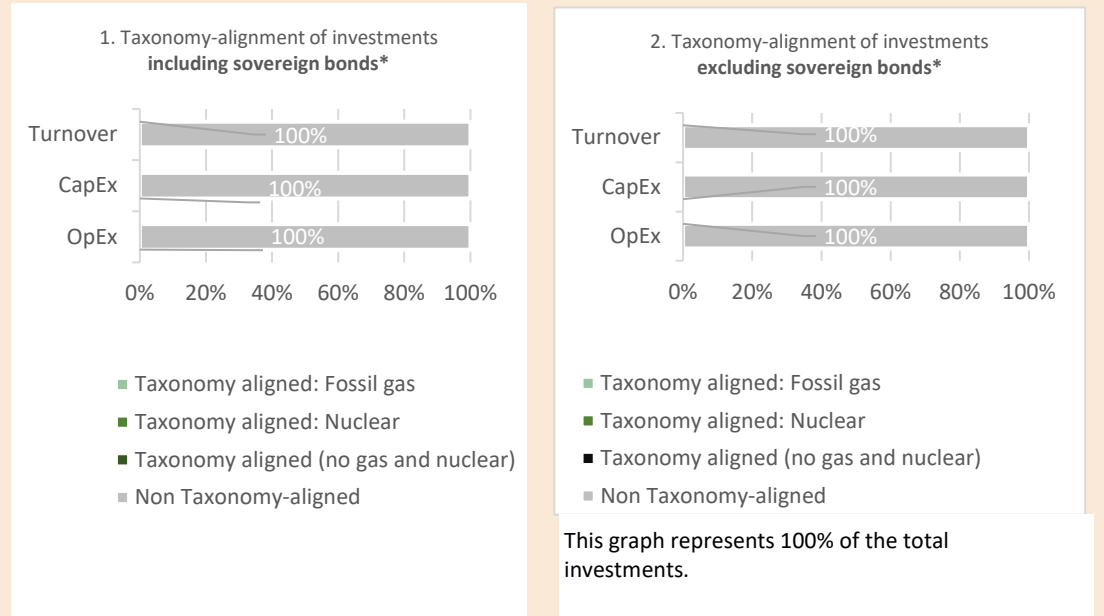 1. Taxonomy-alignment of investments
including sovereign bonds*
Turnover
100%
CapEx
100%
OpEx
100%
0% 20% 40% 60% 80% 100%
Taxonomy aligned: Fossil gas
Taxonomy aligned: Nuclear
Taxonomy aligned (no gas and nuclear)
Non Taxonomy-aligned
2. Taxonomy-alignment of investments
excluding sovereign bonds*
Turnover
100%
CapEx
100%
OpEx
100%
0% 20% 40% 60% 80% 100%
Taxonomy aligned: Fossil gas
Taxonomy aligned: Nuclear
Taxonomy aligned (no gas and nuclear)
Non Taxonomy-aligned
This graph represents 100% of the total
investments.